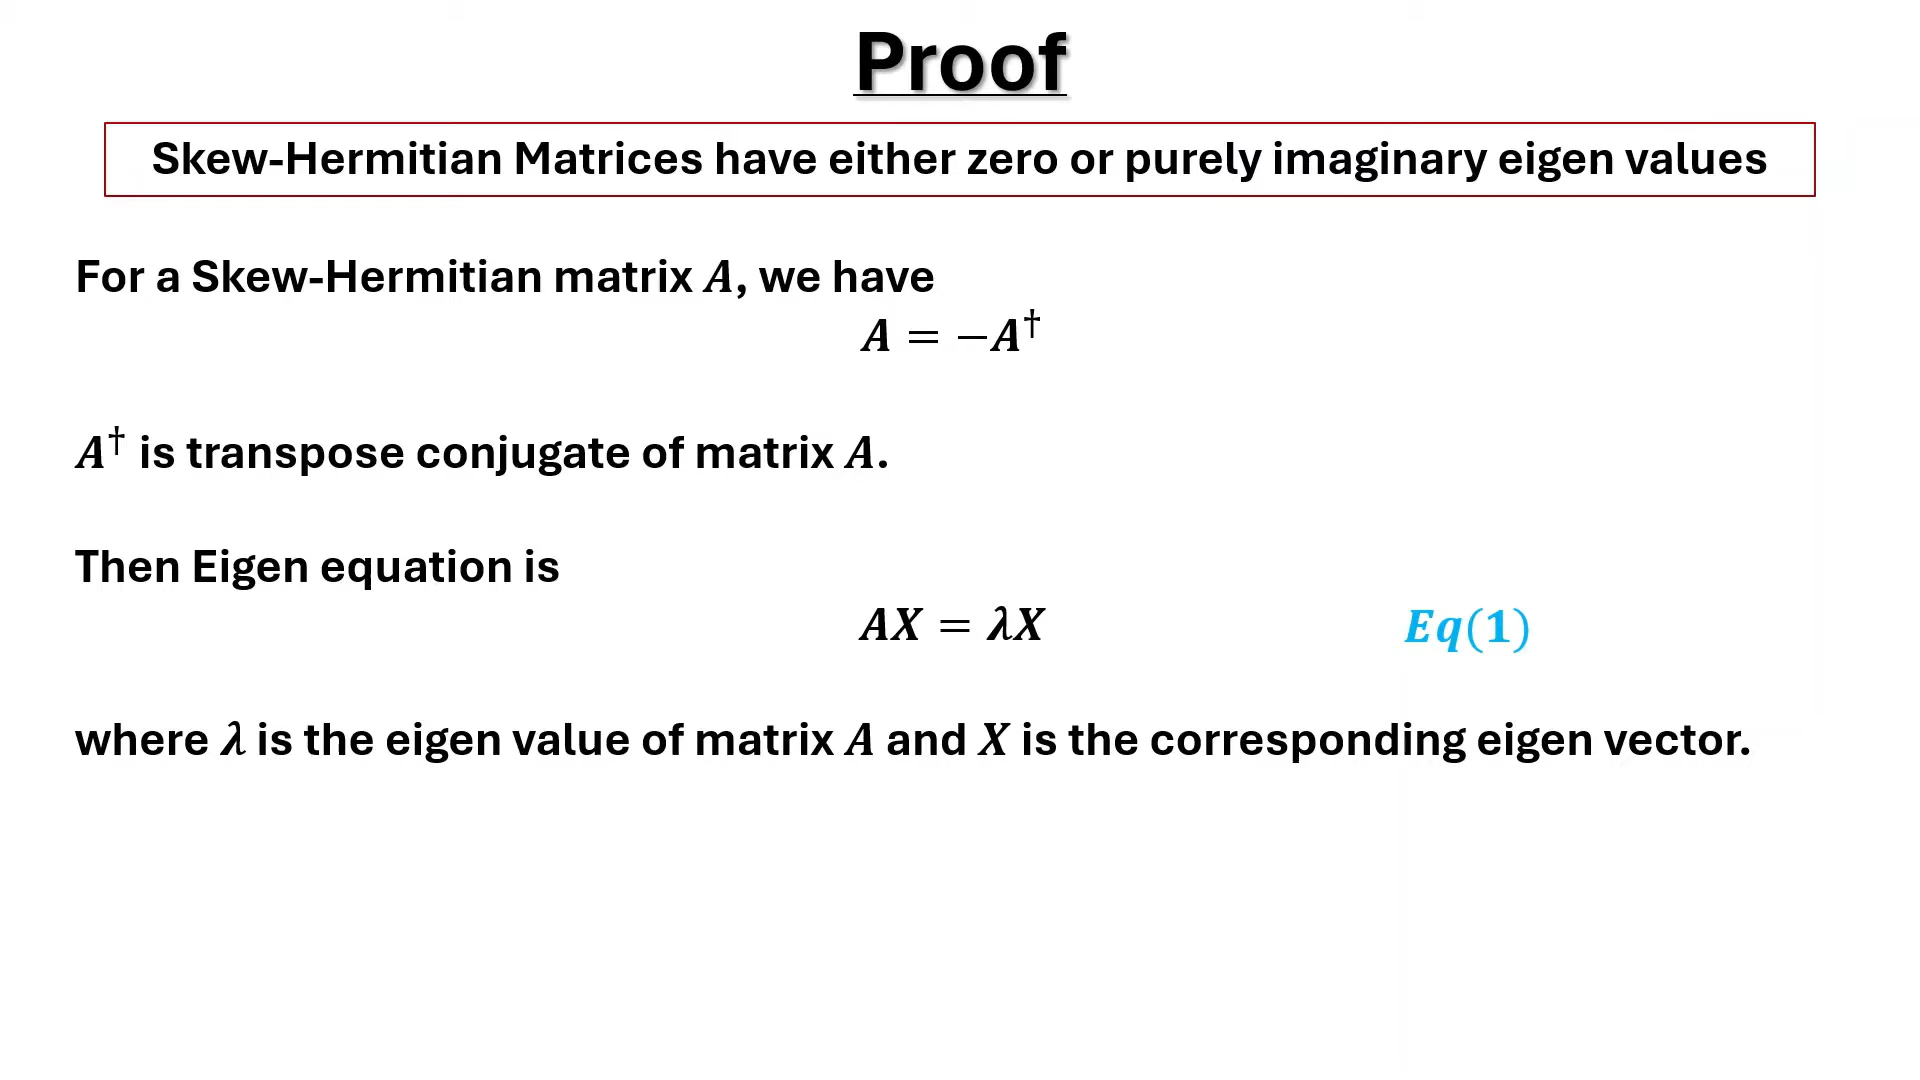 Proof
Skew-Hermitian Matrices have either zero or purely imaginary eigen values
For a Skew-Hermitian matrix A, we have
A = −A†
A† is transpose conjugate of matrix A.
Then Eigen equation is
AX = λX Eq(1)
where λ is the eigen value of matrix A and X is the corresponding eigen vector.